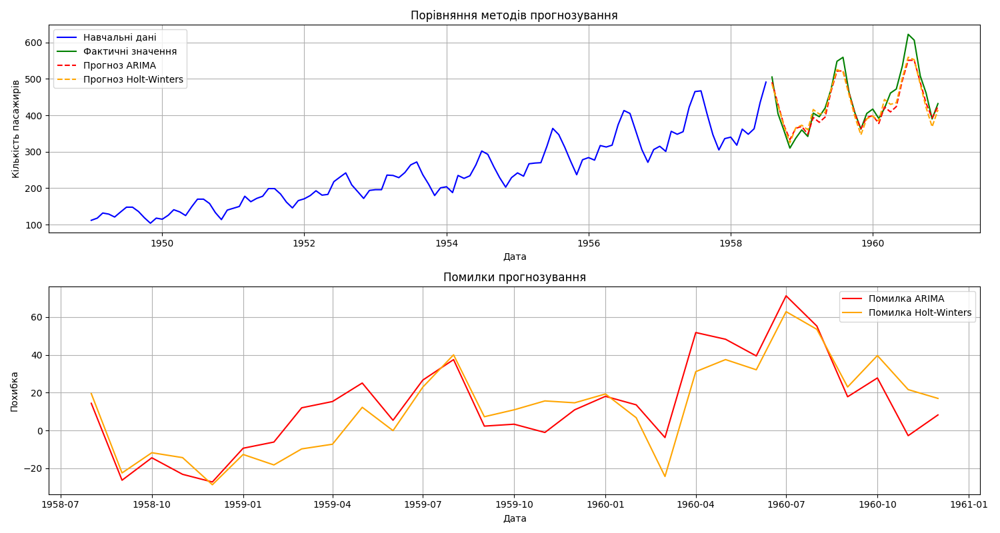 Порівняння методів прогнозування
Навчальні дані
Фактичні значення
Прогноз ARIMA
Прогноз Holt-Winters
Кількість пасажирів
600
500
400
300
200
100
1950
1952
1954
1956
1958
1960
Дата
Помилки прогнозування
Помилка ARIMA
Помилка Holt-Winters
Похибка
60
40
20
0
−20
1958-07
1958-10
1959-01
1959-04
1959-07
1959-10
1960-01
1960-04
1960-07
1960-10
1961-01
Дата